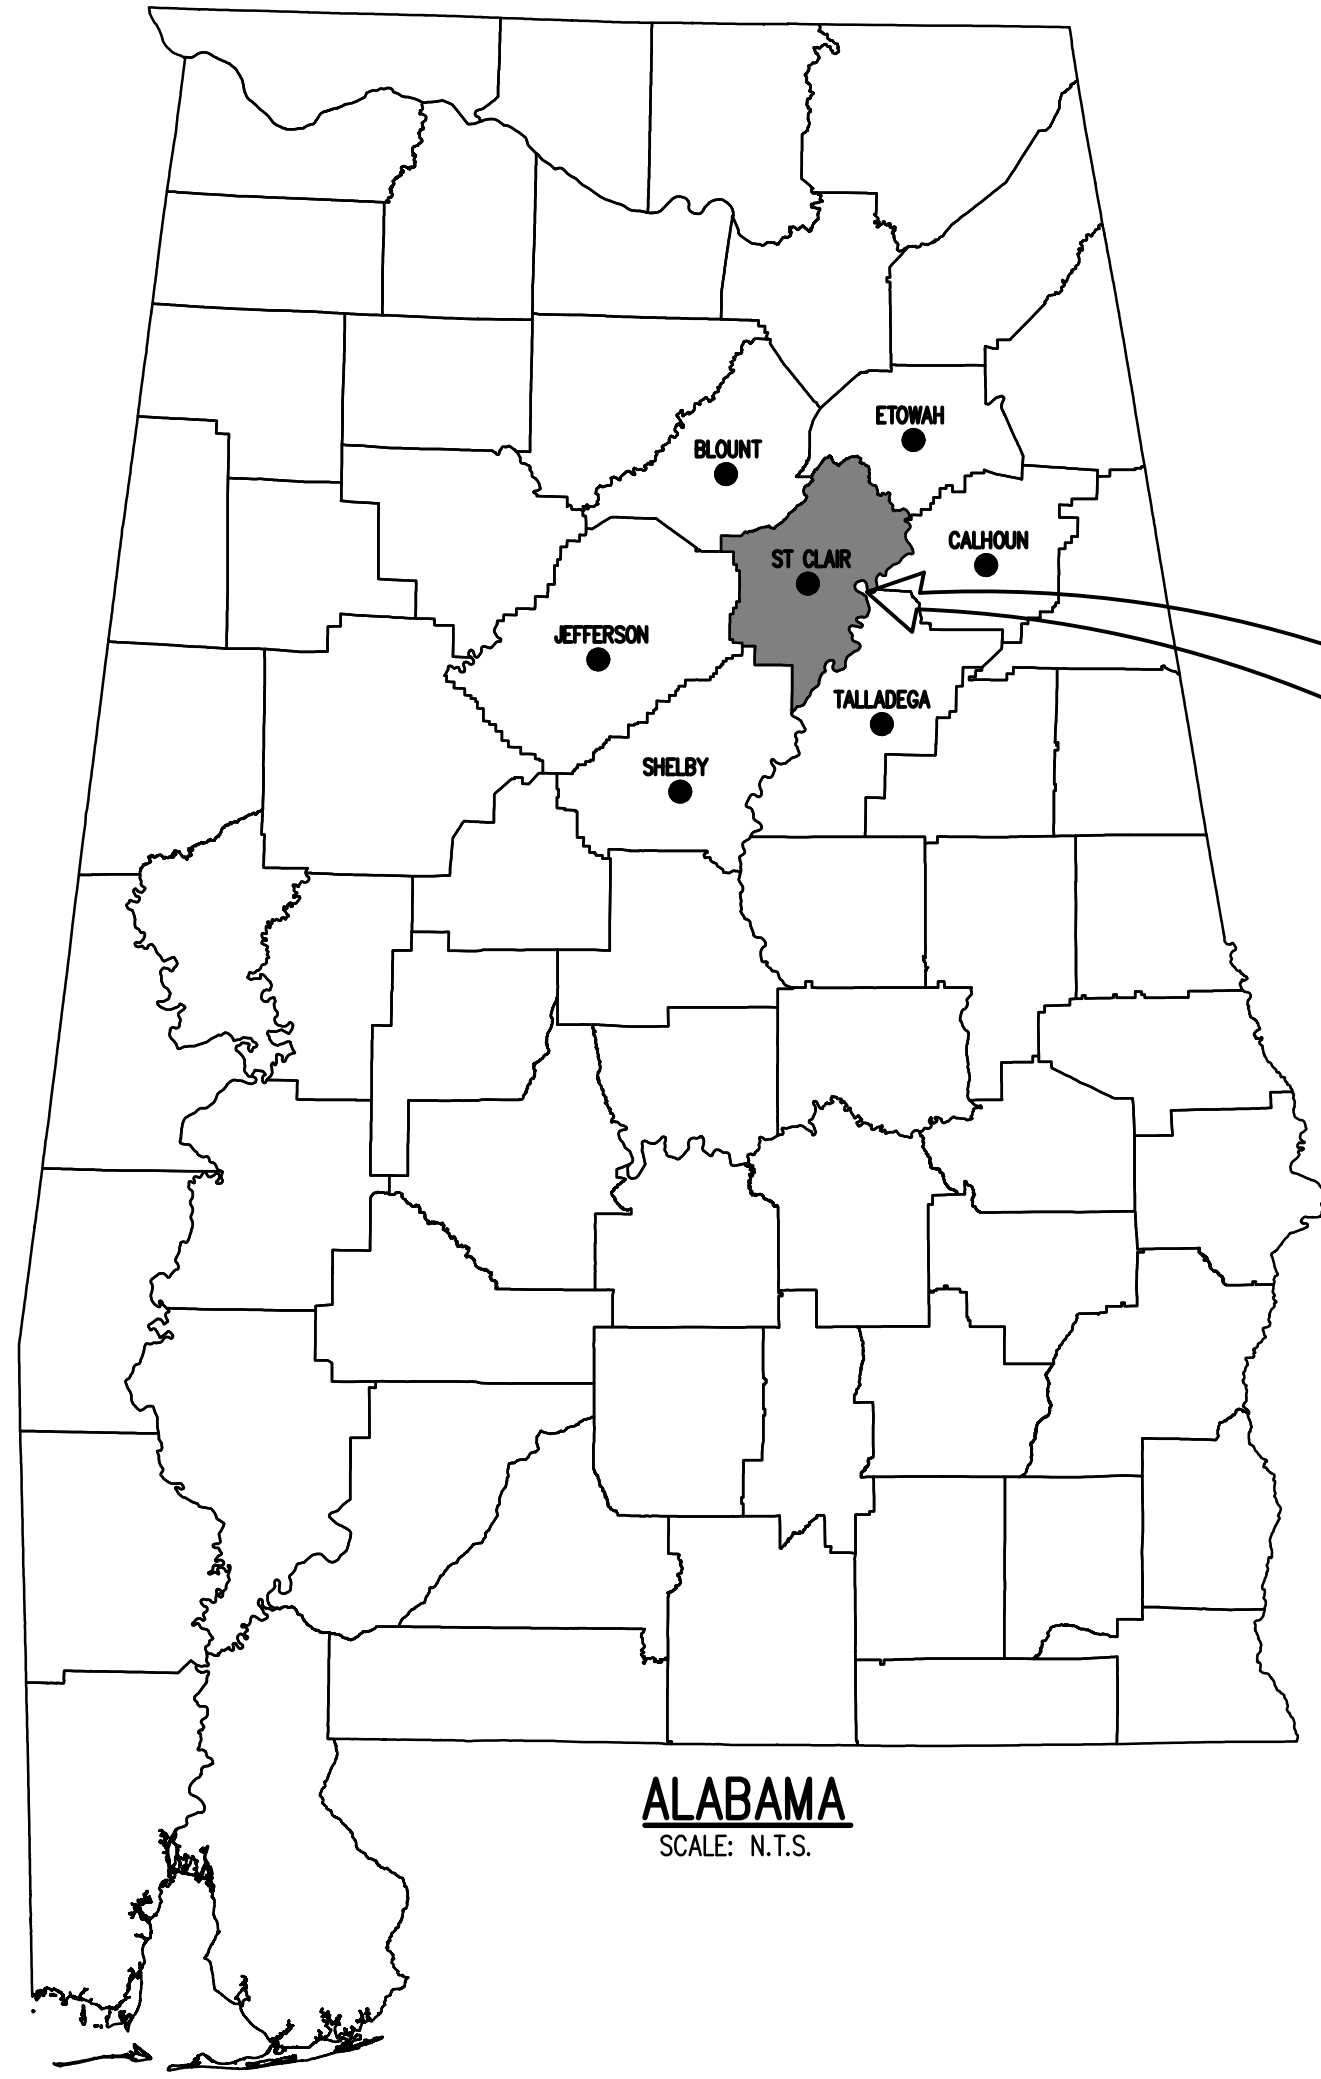 ETOWAH
BLOUNT
CALHOUN
ST CLAIR
JEFFERSON
TALLADEGA
SHELBY
ALABAMA
SCALE: N.T.S.